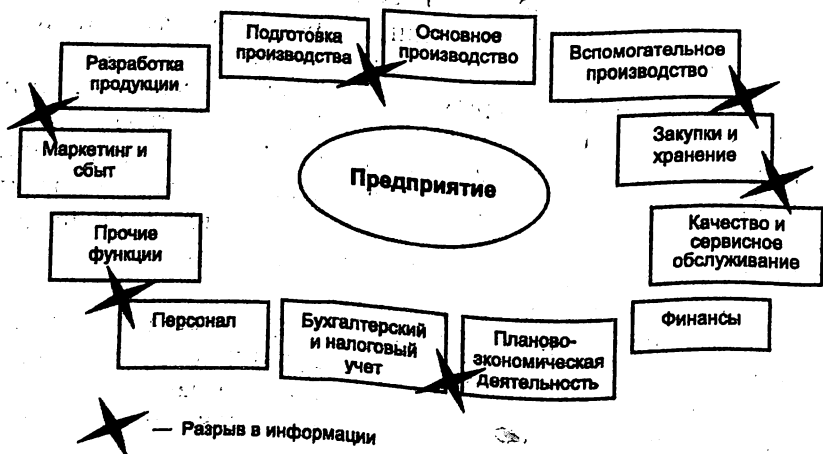 Подготовка
производства
Основное
производство
Вспомогательное
производство
Разработка
продукции
Закупки и
хранение
Маркетинг и
сбыт
Предприятие
Качество и
сервисное
обслуживание
Прочие
функции
Персонал
Бухгалтерский
и налоговый
учет
Планово-
экономическая
деятельность
Финансы
— Разрыв в информации